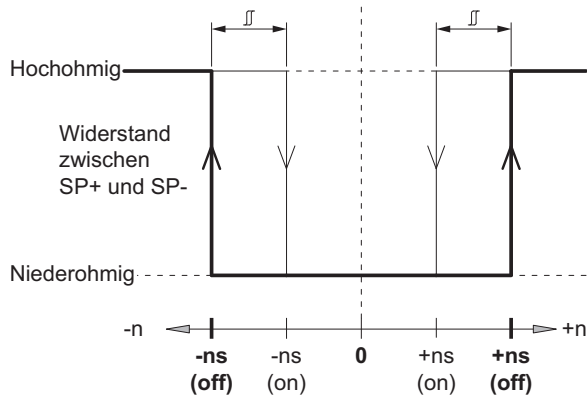 Hochohmig
Widerstand
zwischen
SP+ und SP-
Niederohmig
-n
+n
-ns
(off)
-ns
(on)
0
+ns
(on)
+ns
(off)